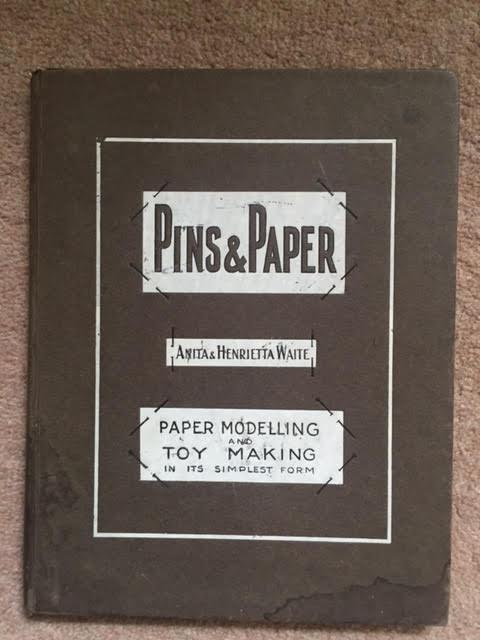 PINS & PAPER
ANITA & HENRIETTA WAITE
PAPER MODELLING
AND
TOY MAKING
IN ITS SIMPLEST FORM